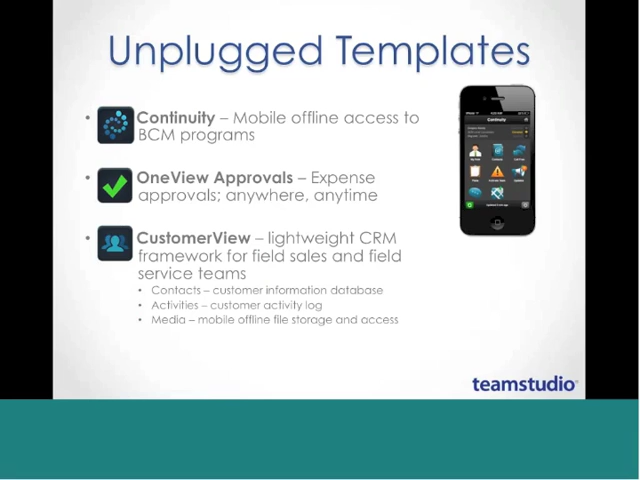 Unplugged Templates
• Continuity – Mobile offline access to
BCM programs
• OneView Approvals – Expense
approvals; anywhere, anytime
• CustomerView – lightweight CRM
framework for field sales and field
service teams
• Contacts – customer information database
• Activities – customer activity log
• Media – mobile offline file storage and access
Continuity
teamstudio